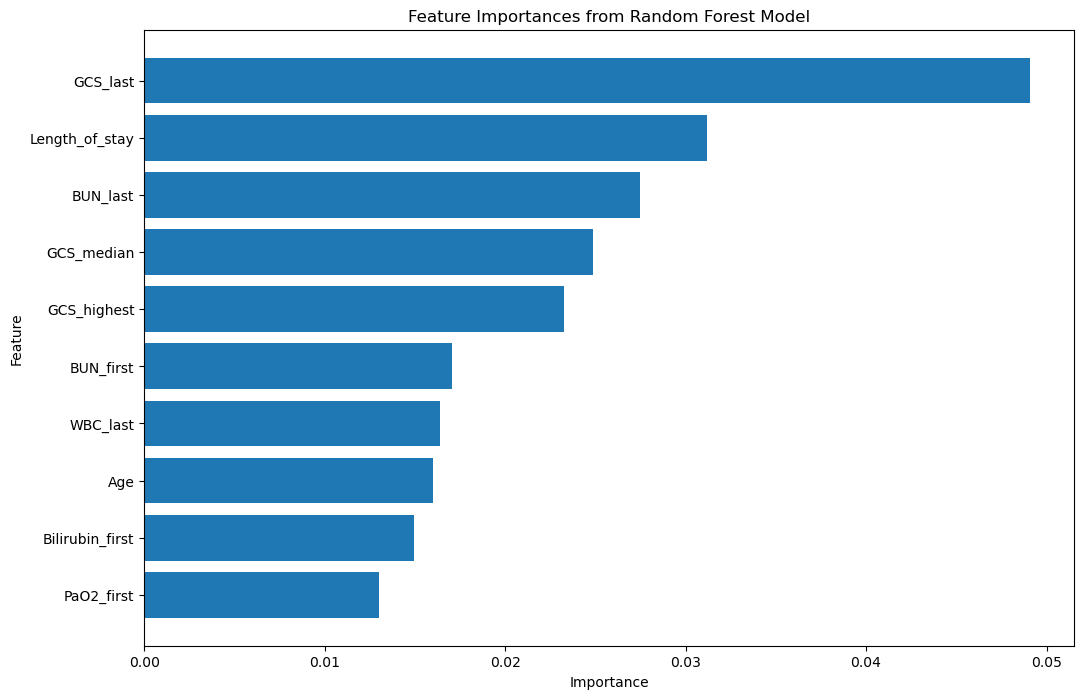 Feature Importances from Random Forest Model
GCS_last
Length_of_stay
BUN_last
GCS_median
GCS_highest
BUN_first
WBC_last
Age
Bilirubin_first
PaO2_first
Feature
0.00 0.01 0.02 0.03 0.04 0.05
Importance